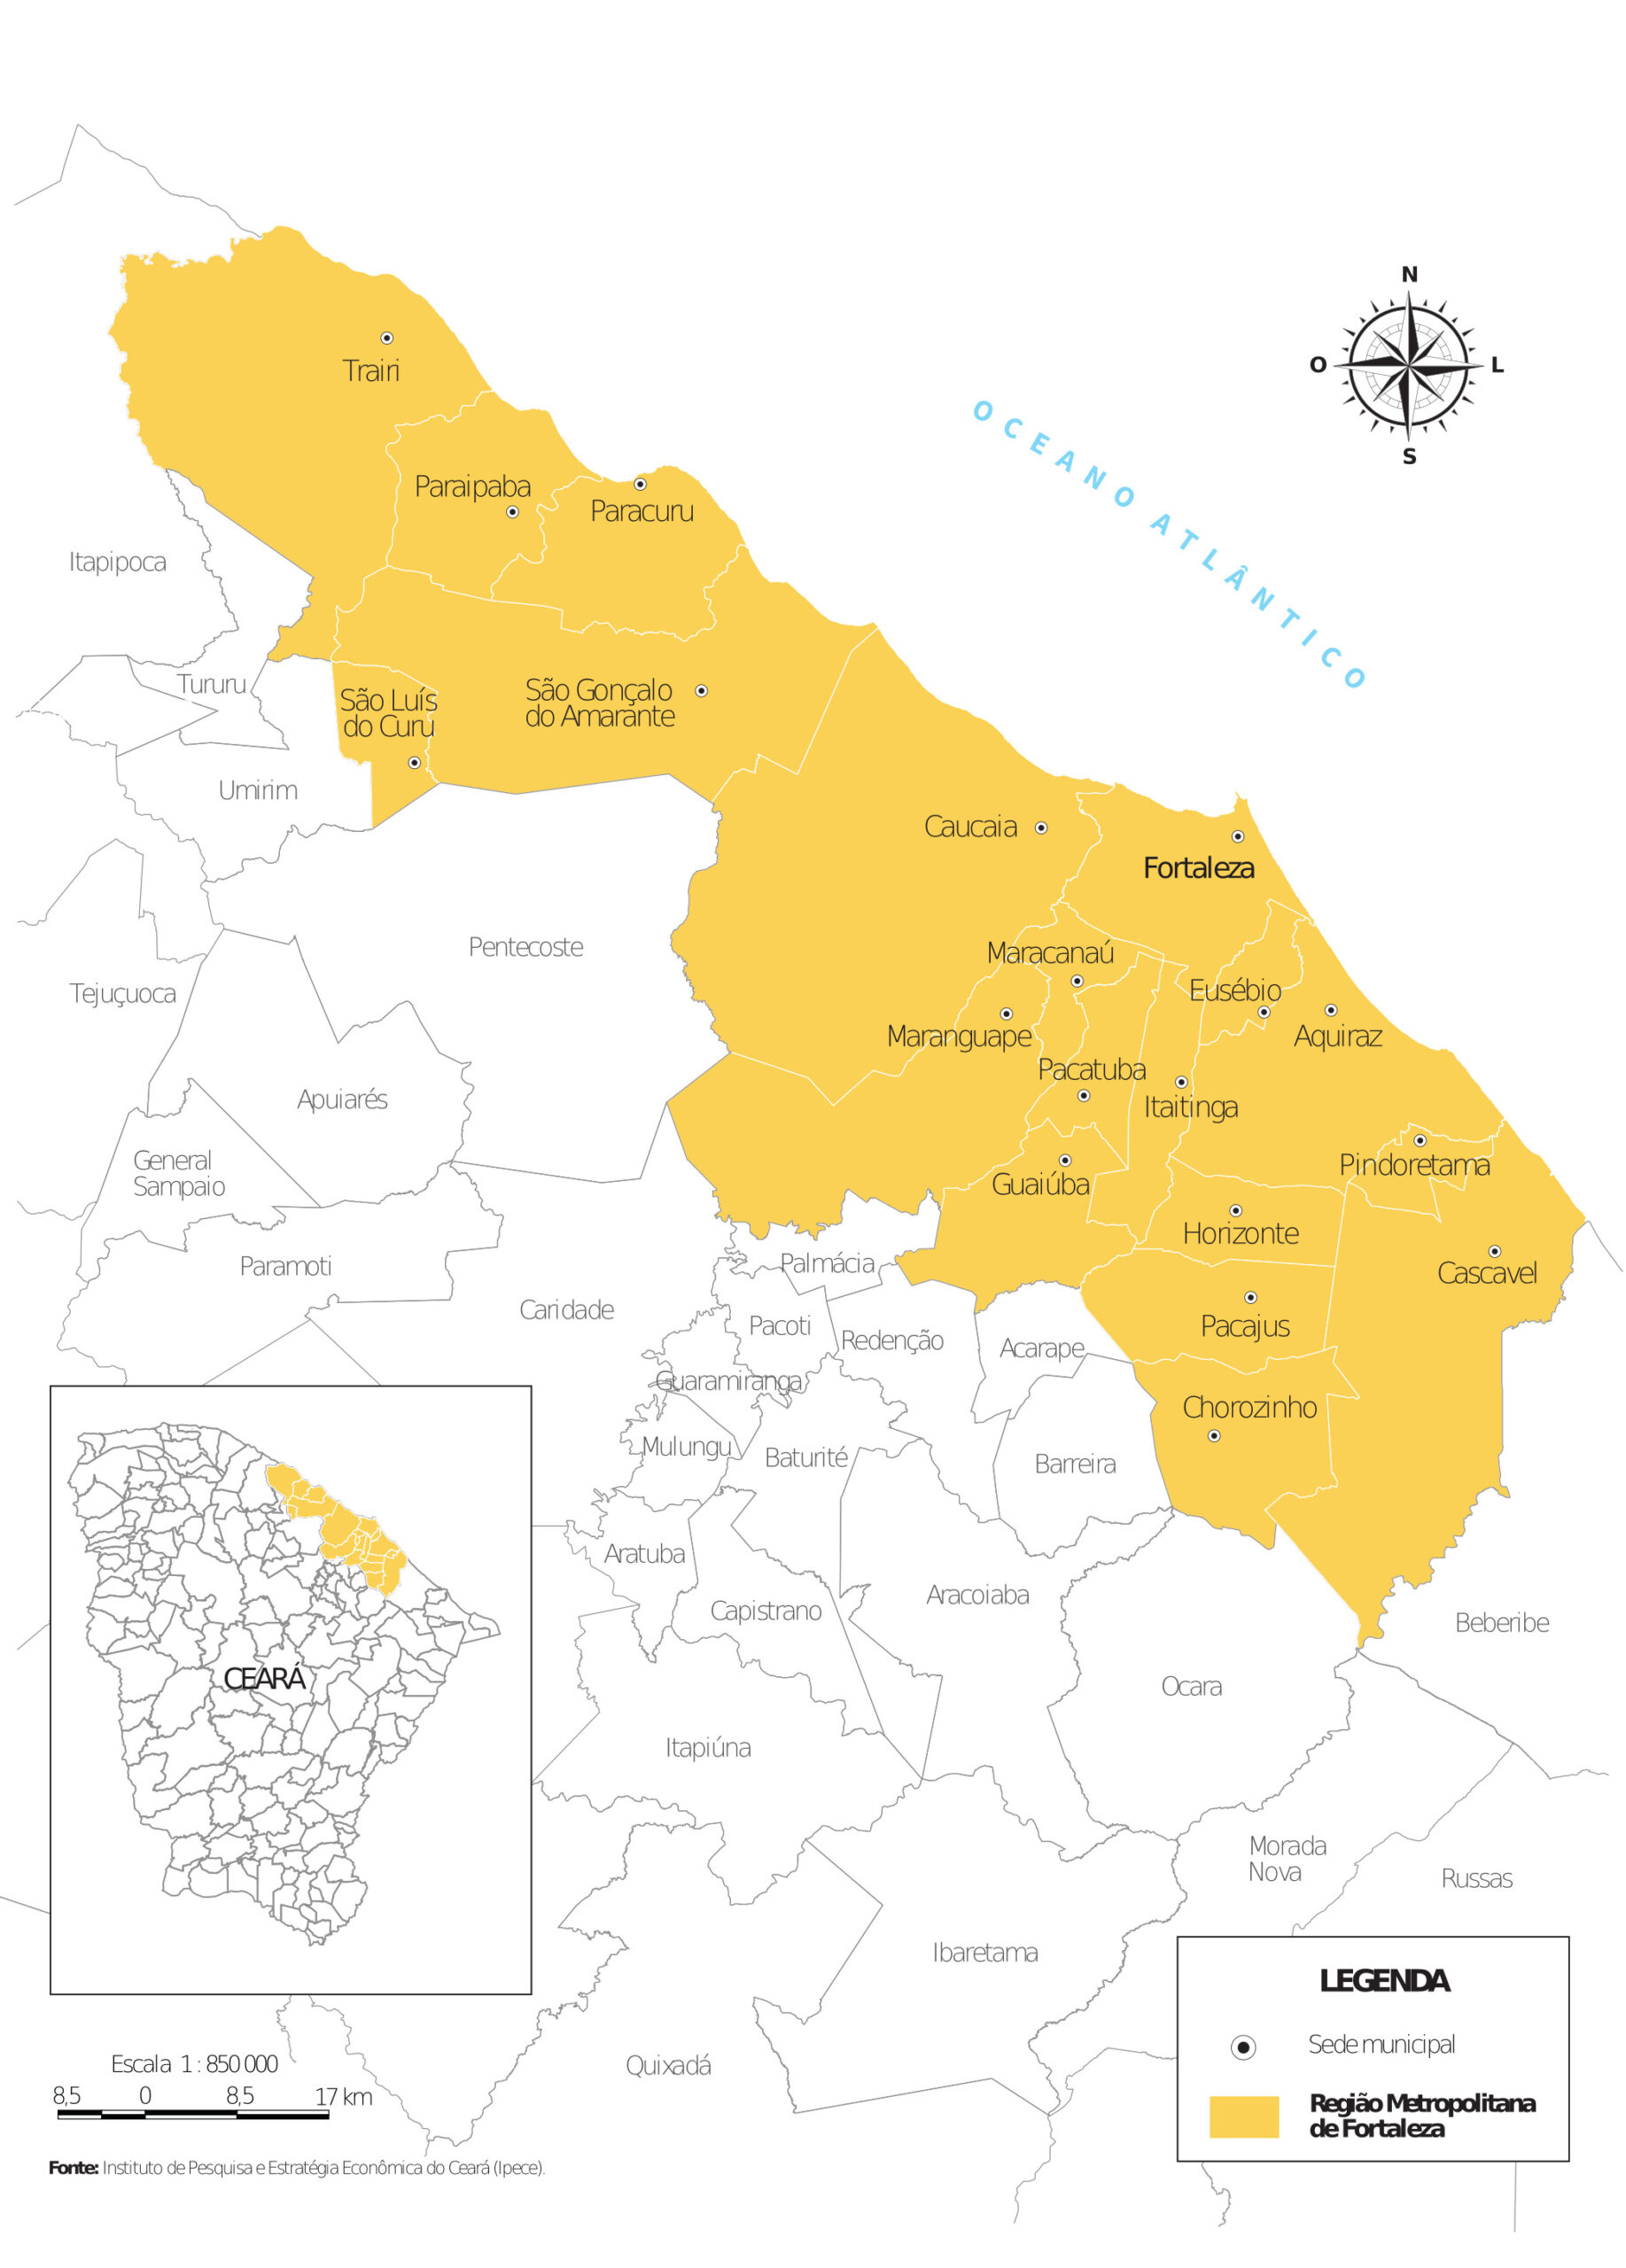 N
O
L
S
OCEANO ATLÂNTICO
Trairi
Paraipaba
Paracuru
Itapipoca
Tururu
São Luís
do Curu
São Gonçalo
do Amarante
Umirim
Caucaia
Fortaleza
Pentecoste
Maracanaú
Tejuçuoca
Eusébio
Maranguape
Aquiraz
Pacatuba
Apuiarés
Itaitinga
General
Sampaio
Pindoretama
Guaiúba
Horizonte
Paramoti
Palmácia
Cascavel
Caridade
Pacoti
Redenção
Pacajus
Acarape
Guaramiranga
Chorozinho
Mulungu
Baturité
Barreira
Aratuba
Aracoiaba
Capistrano
Beberibe
CEARÁ
Ocara
Itapiúna
Morada
Nova
Russas
Ibaretama
Quixadá
LEGENDA
Sede municipal
Região Metropolitana
de Fortaleza
Escala 1 : 850 000
8,5 0 8,5 17 km
Fonte: Instituto de Pesquisa e Estratégia Econômica do Ceará (Ipece).